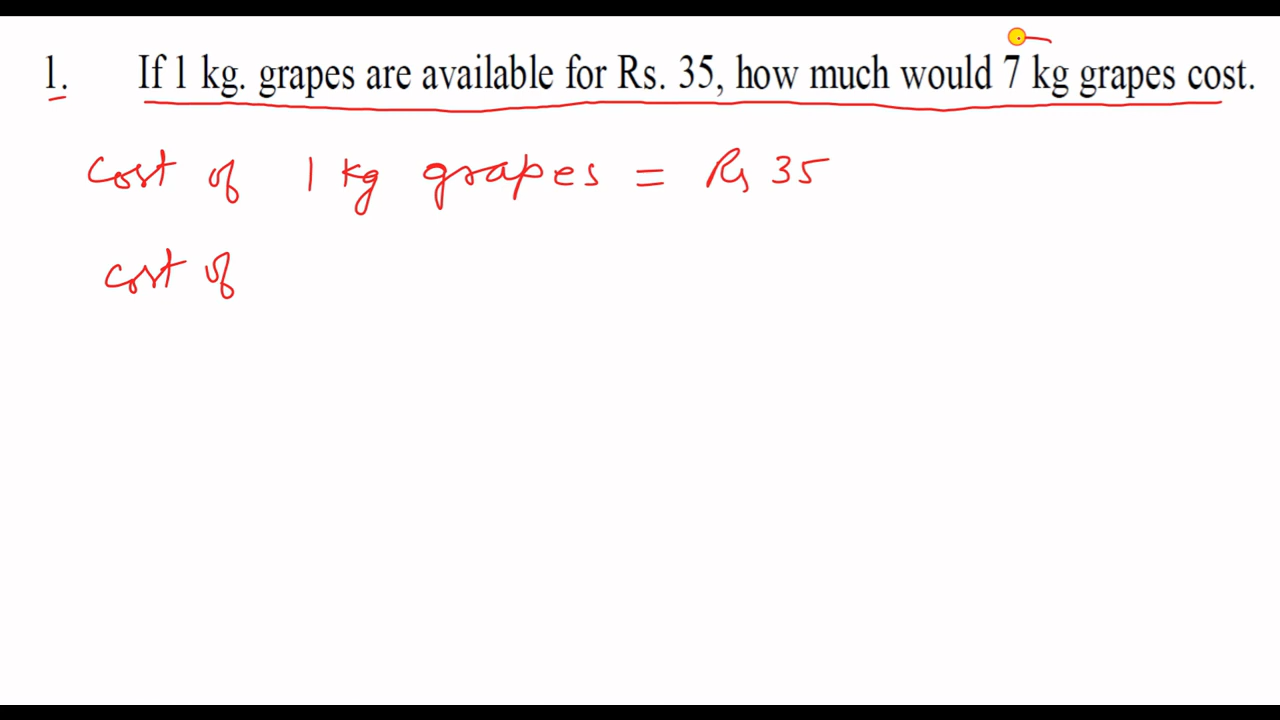 1. If 1 kg. grapes are available for Rs. 35, how much would 7 kg grapes cost.
cost of 1 kg grapes = Rs 35
cost of